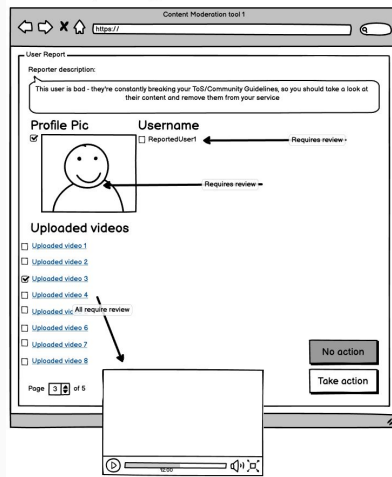 Content Moderation tool 1
https://
User Report
Reporter description:
This user is bad - they're constantly breaking your ToS/Community Guidelines, so you should take a look at
their content and remove them from your service
Profile Pic
Username
ReportedUser1
Requires review
Requires review
Uploaded videos
Uploaded video 1
Uploaded video 2
Uploaded video 3
Uploaded video 4
Uploaded vid
All require review
Uploaded video 6
Uploaded video 7
Uploaded video 8
No action
Page 3 of 5
Take action
12:00